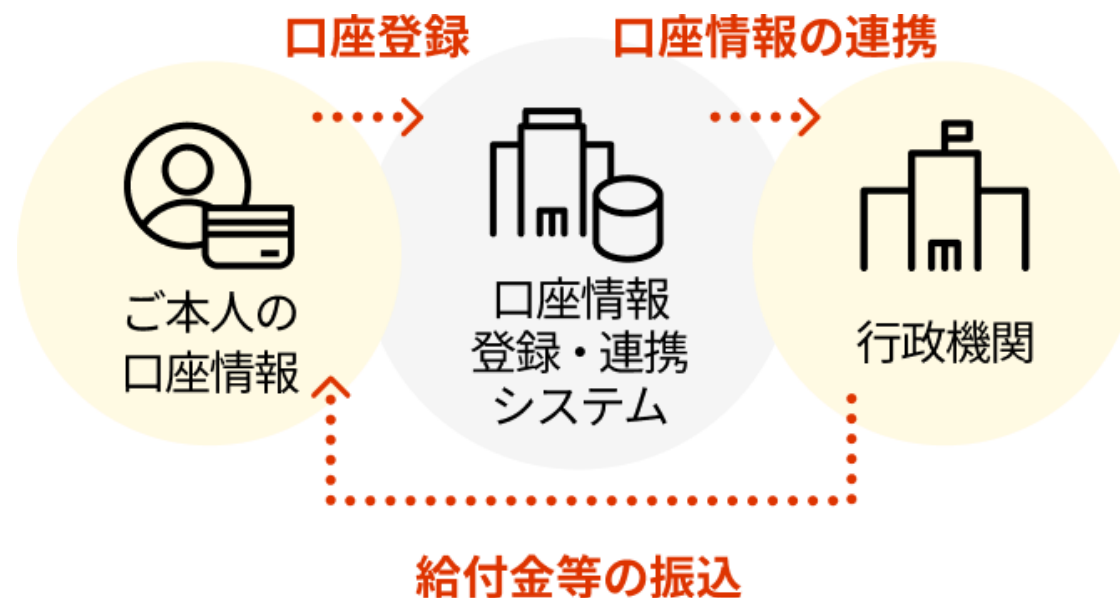 口座登録
口座情報の連携
ご本人の
口座情報
口座情報
登録・連携
システム
行政機関
給付金等の振込